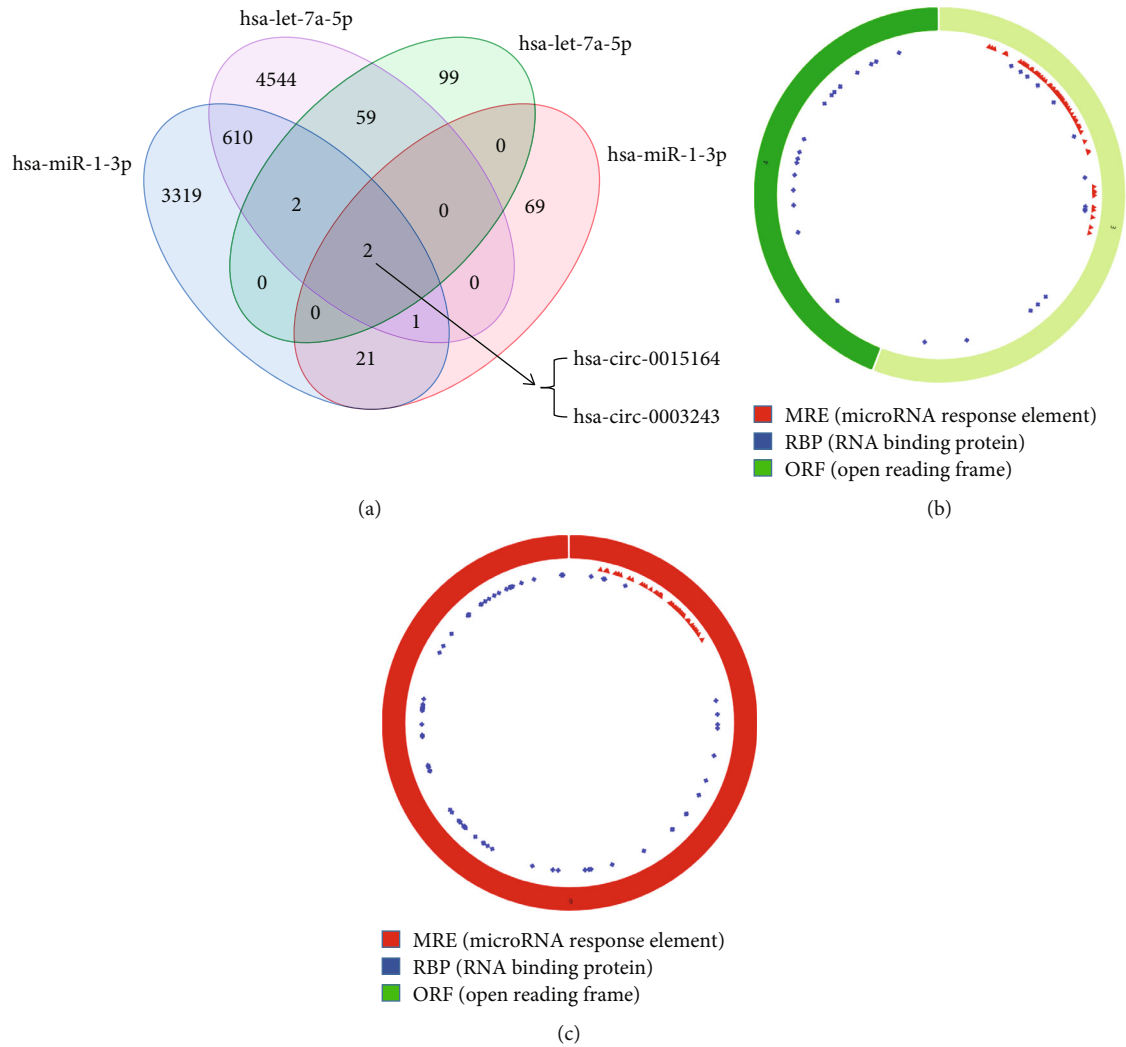 hsa-let-7a-5p
hsa-let-7a-5p
4544
99
59
610
0
hsa-miR-1-3p
hsa-miR-1-3p
3319
2
0
69
2
0
0
0
1
21
hsa-circ-0015164
hsa-circ-0003243
(a)
MRE (microRNA response element)
RBP (RNA binding protein)
ORF (open reading frame)
(b)
MRE (microRNA response element)
RBP (RNA binding protein)
ORF (open reading frame)
(c)